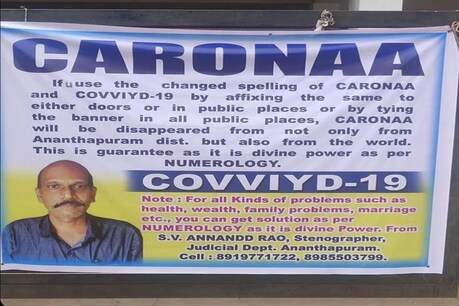 CARONAA
If u use the changed spelling of CARONAA
and COVVIYD-19 by affixing the same to
either doors or in public places or by tying
the banner in all public places, CARONAA
will be disappeared from not only from
Ananthapuram dist. but also from the world.
This is guarantee as it is divine power as per
NUMEROLOGY.
COVVIYD-19
Note : For all Kinds of problems such as
health, wealth, family problems, marriage
etc., you can get solution as per
NUMEROLOGY as it is divine Power. From
S.V. ANNANDD RAO, Stenographer,
Judicial Dept. Ananthapuram.
Cell : 8919771722, 8985503799.